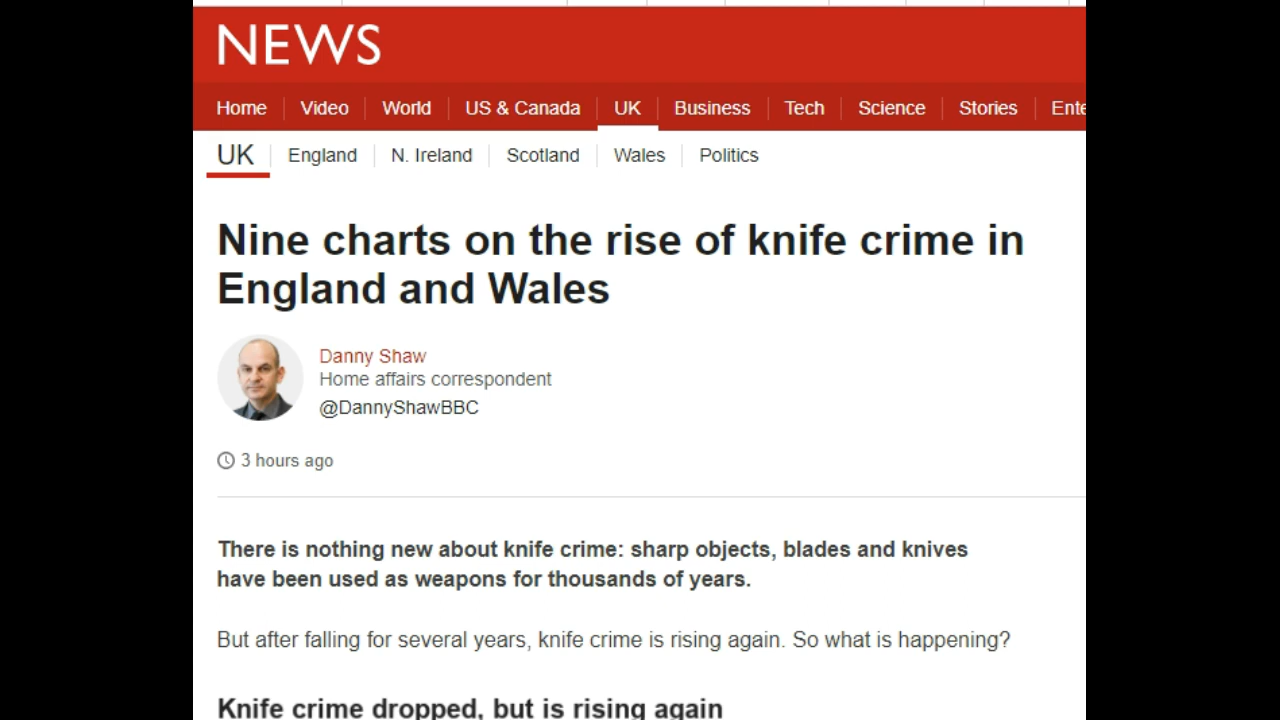 NEWS
Home Video World US & Canada UK Business Tech Science Stories Ente
UK England N. Ireland Scotland Wales Politics
Nine charts on the rise of knife crime in
England and Wales
Danny Shaw
Home affairs correspondent
@DannyShawBBC
3 hours ago
There is nothing new about knife crime: sharp objects, blades and knives
have been used as weapons for thousands of years.
But after falling for several years, knife crime is rising again. So what is happening?
Knife crime dropped, but is rising again